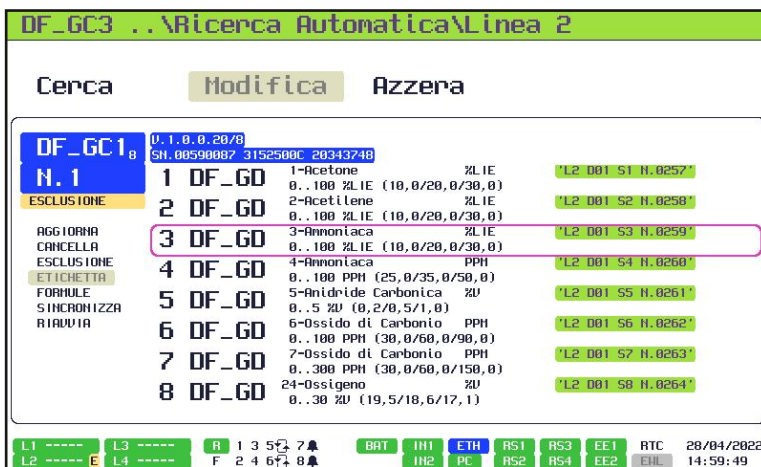 DF_GC3 ..\Ricerca Automatica\Linea 2
Cerca Modifica Azzera
DF_GC1 8
V.1.0.0.20/8
SN.00590087 3152500C 20343748
N.1
ESCLUSIONE
AGGIORNA
CANCELLA
ESCLUSIONE
ETICHETTA
FORMULE
SINCRONIZZA
RIAVVIA
1 DF_GD 1-Acetone %LIE 'L2 D01 S1 N.0257'
0..100 %LIE (10,0/20,0/30,0)
2 DF_GD 2-Acetilene %LIE 'L2 D01 S2 N.0258'
0..100 %LIE (10,0/20,0/30,0)
3 DF_GD 3-Ammoniaca %LIE 'L2 D01 S3 N.0259'
0..100 %LIE (10,0/20,0/30,0)
4 DF_GD 4-Ammoniaca PPM 'L2 D01 S4 N.0260'
0..100 PPM (25,0/35,0/50,0)
5 DF_GD 5-Anidride Carbonica %V 'L2 D01 S5 N.0261'
0..5 %V (0,2/0,5/1,0)
6 DF_GD 6-Ossido di Carbonio PPM 'L2 D01 S6 N.0262'
0..100 PPM (30,0/60,0/90,0)
7 DF_GD 7-Ossido di Carbonio PPM 'L2 D01 S7 N.0263'
0..300 PPM (30,0/60,0/150,0)
8 DF_GD 24-Ossigeno %V 'L2 D01 S8 N.0264'
0..30 %V (19,5/18,6/17,1)
L1 ----- L3 ----- R 1 3 5 7 BAT IN1 ETH RS1 RS3 EE1 RTC 28/04/2022
L2 ----- E L4 ----- F 2 4 6 8 IN2 PC RS2 RS4 EE2 EWL 14:59:49